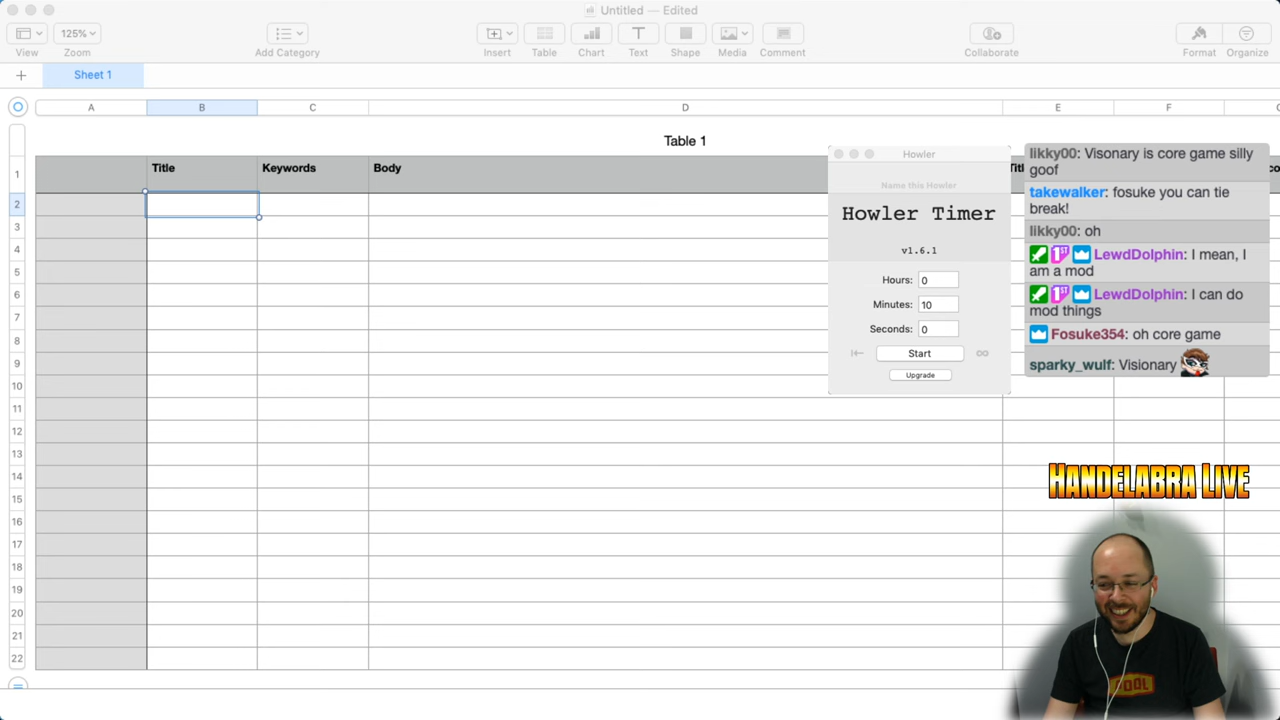 Untitled — Edited
125%
View
Zoom
Add Category
Insert
Table
Chart
Text
Shape
Media
Comment
Collaborate
Format
Organize
Sheet 1
A
B
C
D
E
F
Table 1
Title
Keywords
Body
1
2
3
4
5
6
7
8
9
10
11
12
13
14
15
16
17
18
19
20
21
22
Howler
Name this Howler
Howler Timer
v1.6.1
Hours: 0
Minutes: 10
Seconds: 0
Start
Upgrade
likky00: Visonary is core game silly
goof
takewalker: fosuke you can tie
break!
likky00: oh
LewdDolphin: I mean, I
am a mod
LewdDolphin: I can do
mod things
Fosuke354: oh core game
sparky_wulf: Visionary
HANDELABRA LIVE